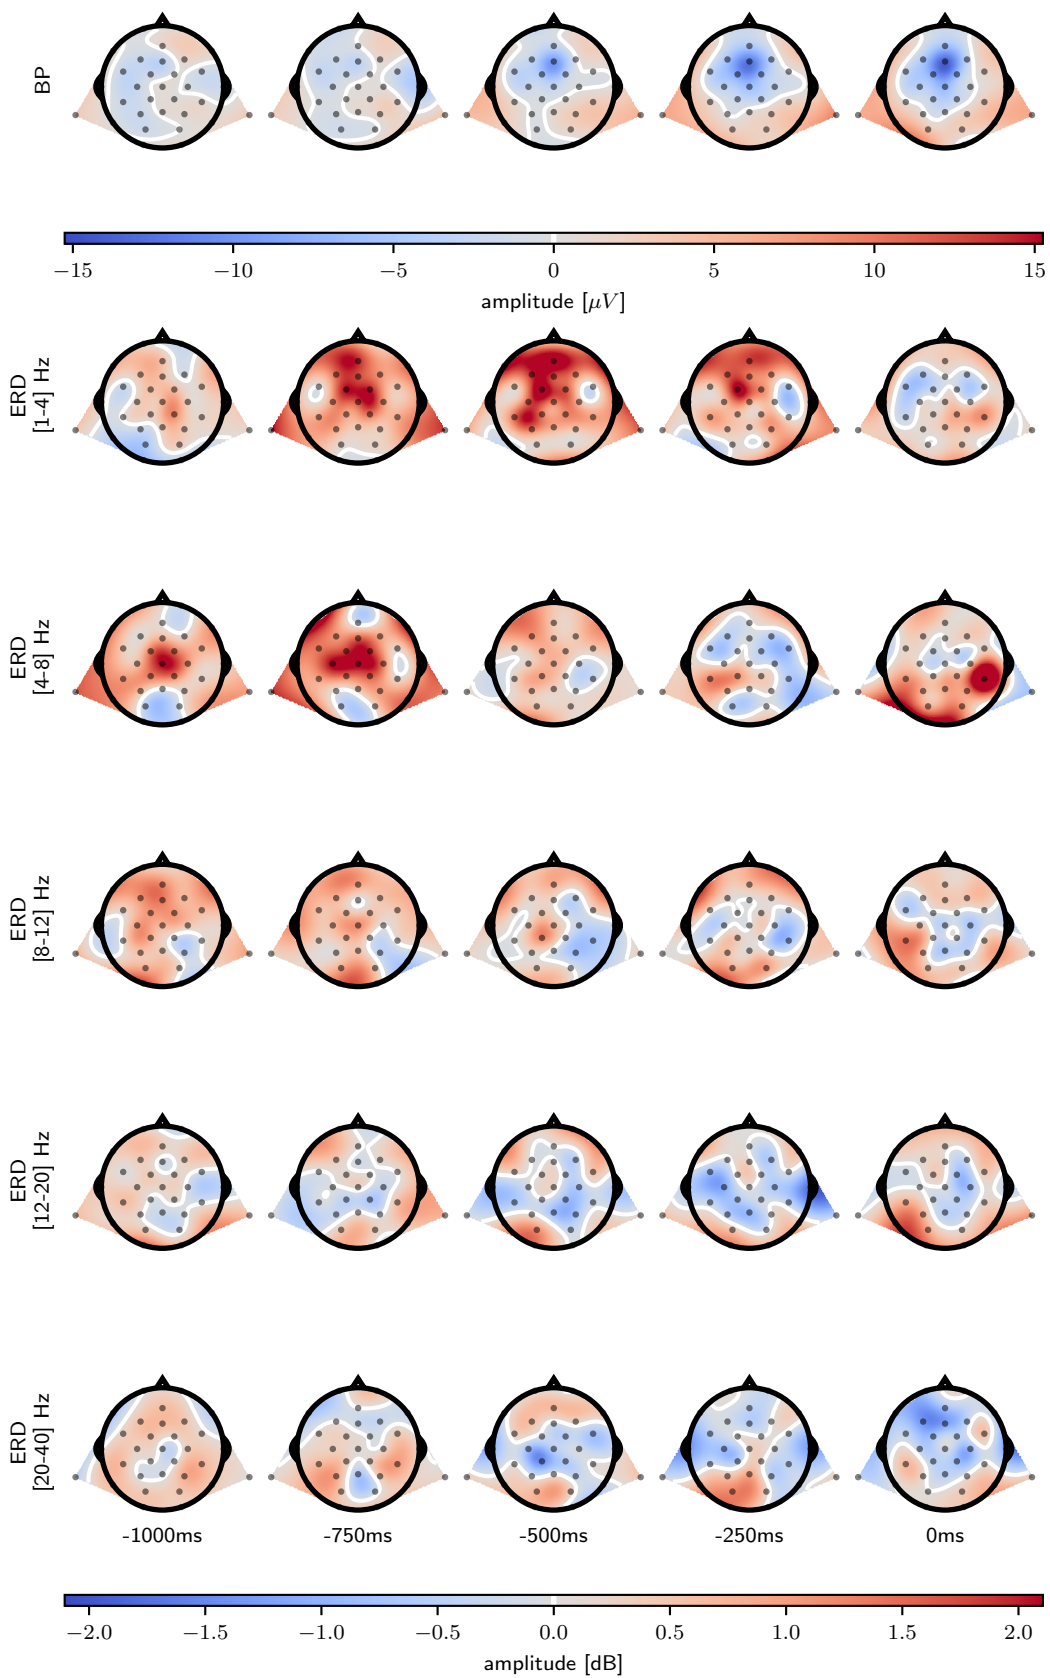 BP
−15 −10 −5 0 5 10 15
amplitude [μV]
ERD
[1–4] Hz
ERD
[4–8] Hz
ERD
[8-12] Hz
ERD
[12-20] Hz
ERD
[20–40] Hz
-1000ms -750ms -500ms -250ms 0ms
−2.0 −1.5 −1.0 −0.5 0.0 0.5 1.0 1.5 2.0
amplitude [dB]